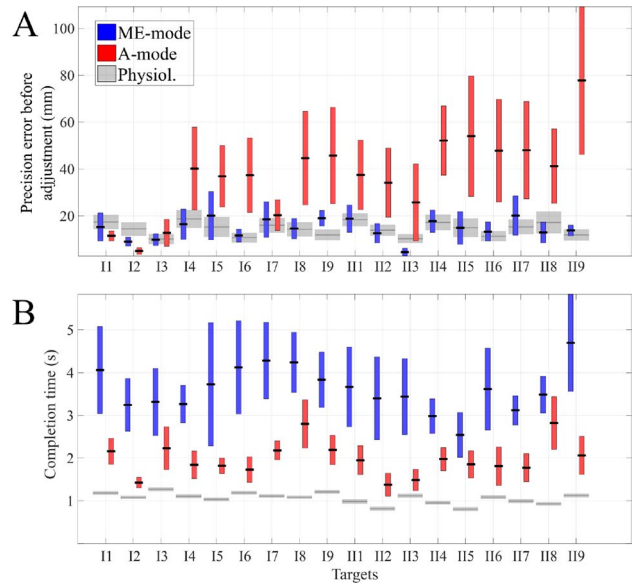 A
ME-mode
A-mode
Physiol.
Precision error before
adjustment (mm)
100
80
60
40
20
I1 I2 I3 I4 I5 I6 I7 I8 I9 II1 II2 II3 II4 II5 II6 II7 II8 II9
B
Completion time (s)
5
4
3
2
1
I1 I2 I3 I4 I5 I6 I7 I8 I9 II1 II2 II3 II4 II5 II6 II7 II8 II9
Targets